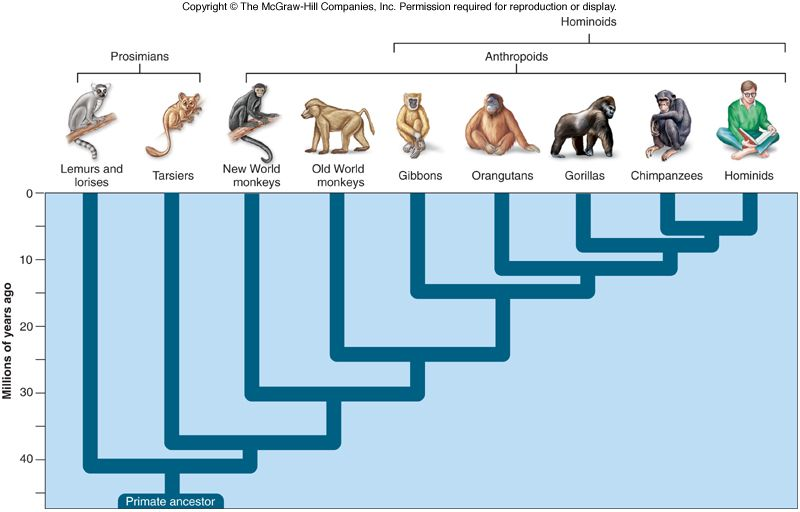 Copyright © The McGraw-Hill Companies, Inc. Permission required for reproduction or display.
Hominoids
Prosimians
Anthropoids
Lemurs and
lorises
Tarsiers
New World
monkeys
Old World
monkeys
Gibbons
Orangutans
Gorillas
Chimpanzees
Hominids
0
10
20
30
40
Millions of years ago
Primate ancestor